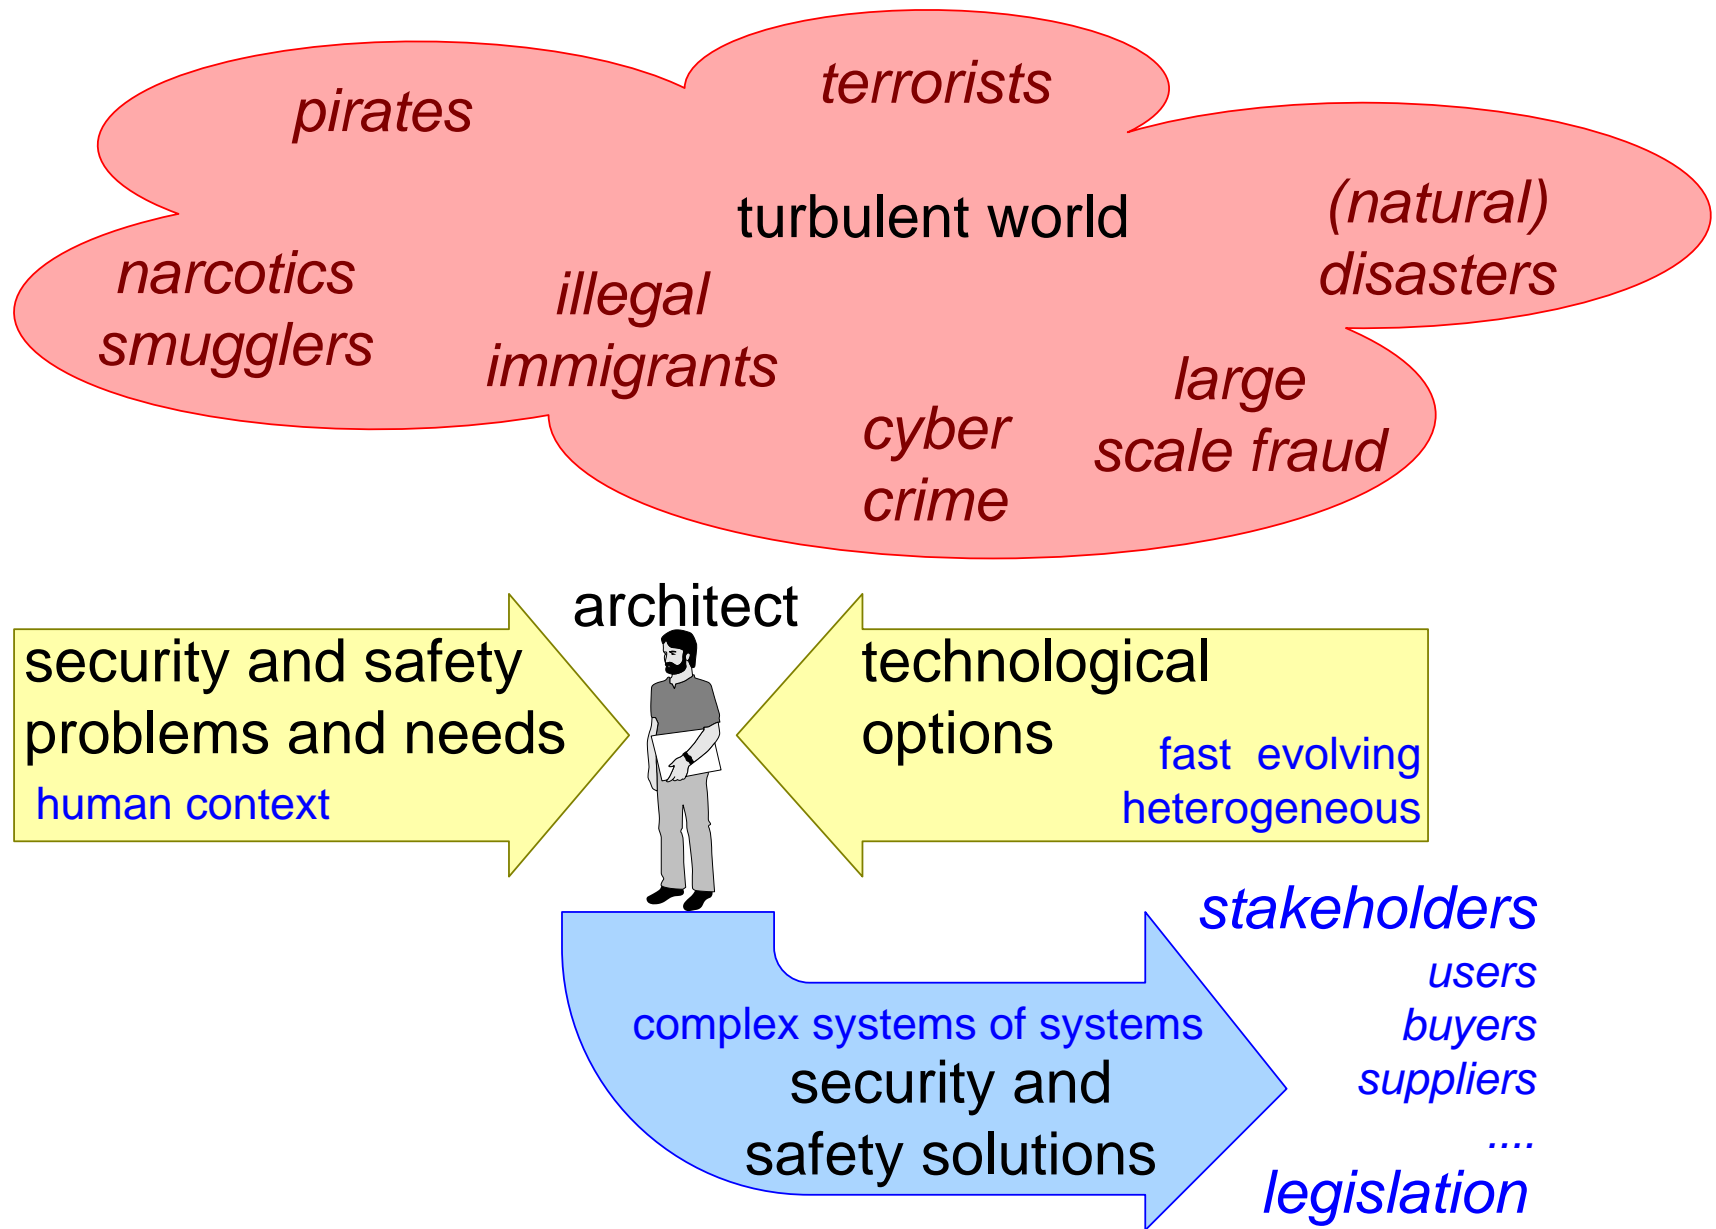 pirates
terrorists
turbulent world
(natural)
disasters
narcotics
smugglers
illegal
immigrants
large
scale fraud
cyber
crime
architect
security and safety
problems and needs
human context
technological
options
fast  evolving
heterogeneous
stakeholders
users
buyers
suppliers
....
legislation
complex systems of systems
security and
safety solutions